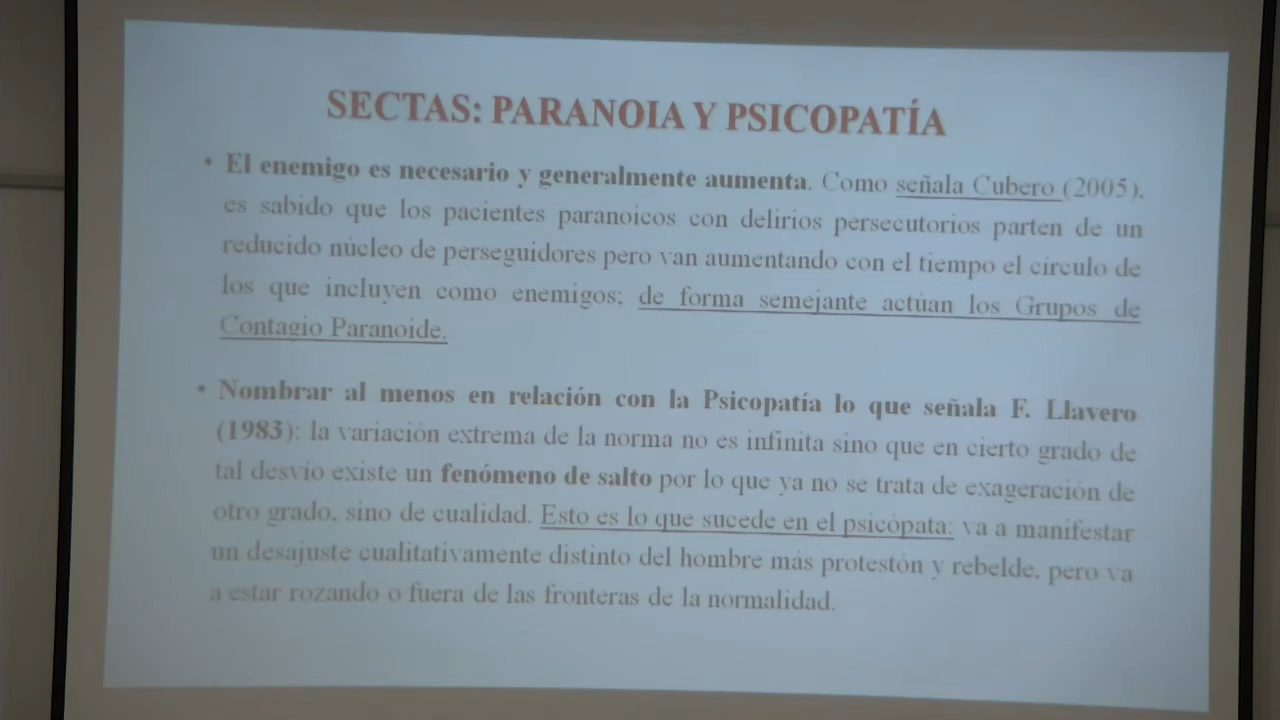 SECTAS: PARANOIA Y PSICOPATÍA
• El enemigo es necesario y generalmente aumenta. Como señala Cubero (2005),
es sabido que los pacientes paranoicos con delirios persecutorios parten de un
reducido núcleo de perseguidores pero van aumentando con el tiempo el círculo de
los que incluyen como enemigos; de forma semejante actúan los Grupos de
Contagio Paranoide.
• Nombrar al menos en relación con la Psicopatía lo que señala F. Llavero
(1983): la variación extrema de la norma no es infinita sino que en cierto grado de
tal desvío existe un fenómeno de salto por lo que ya no se trata de exageración de
otro grado, sino de cualidad. Esto es lo que sucede en el psicópata: va a manifestar
un desajuste cualitativamente distinto del hombre más protestón y rebelde, pero va
a estar rozando o fuera de las fronteras de la normalidad.